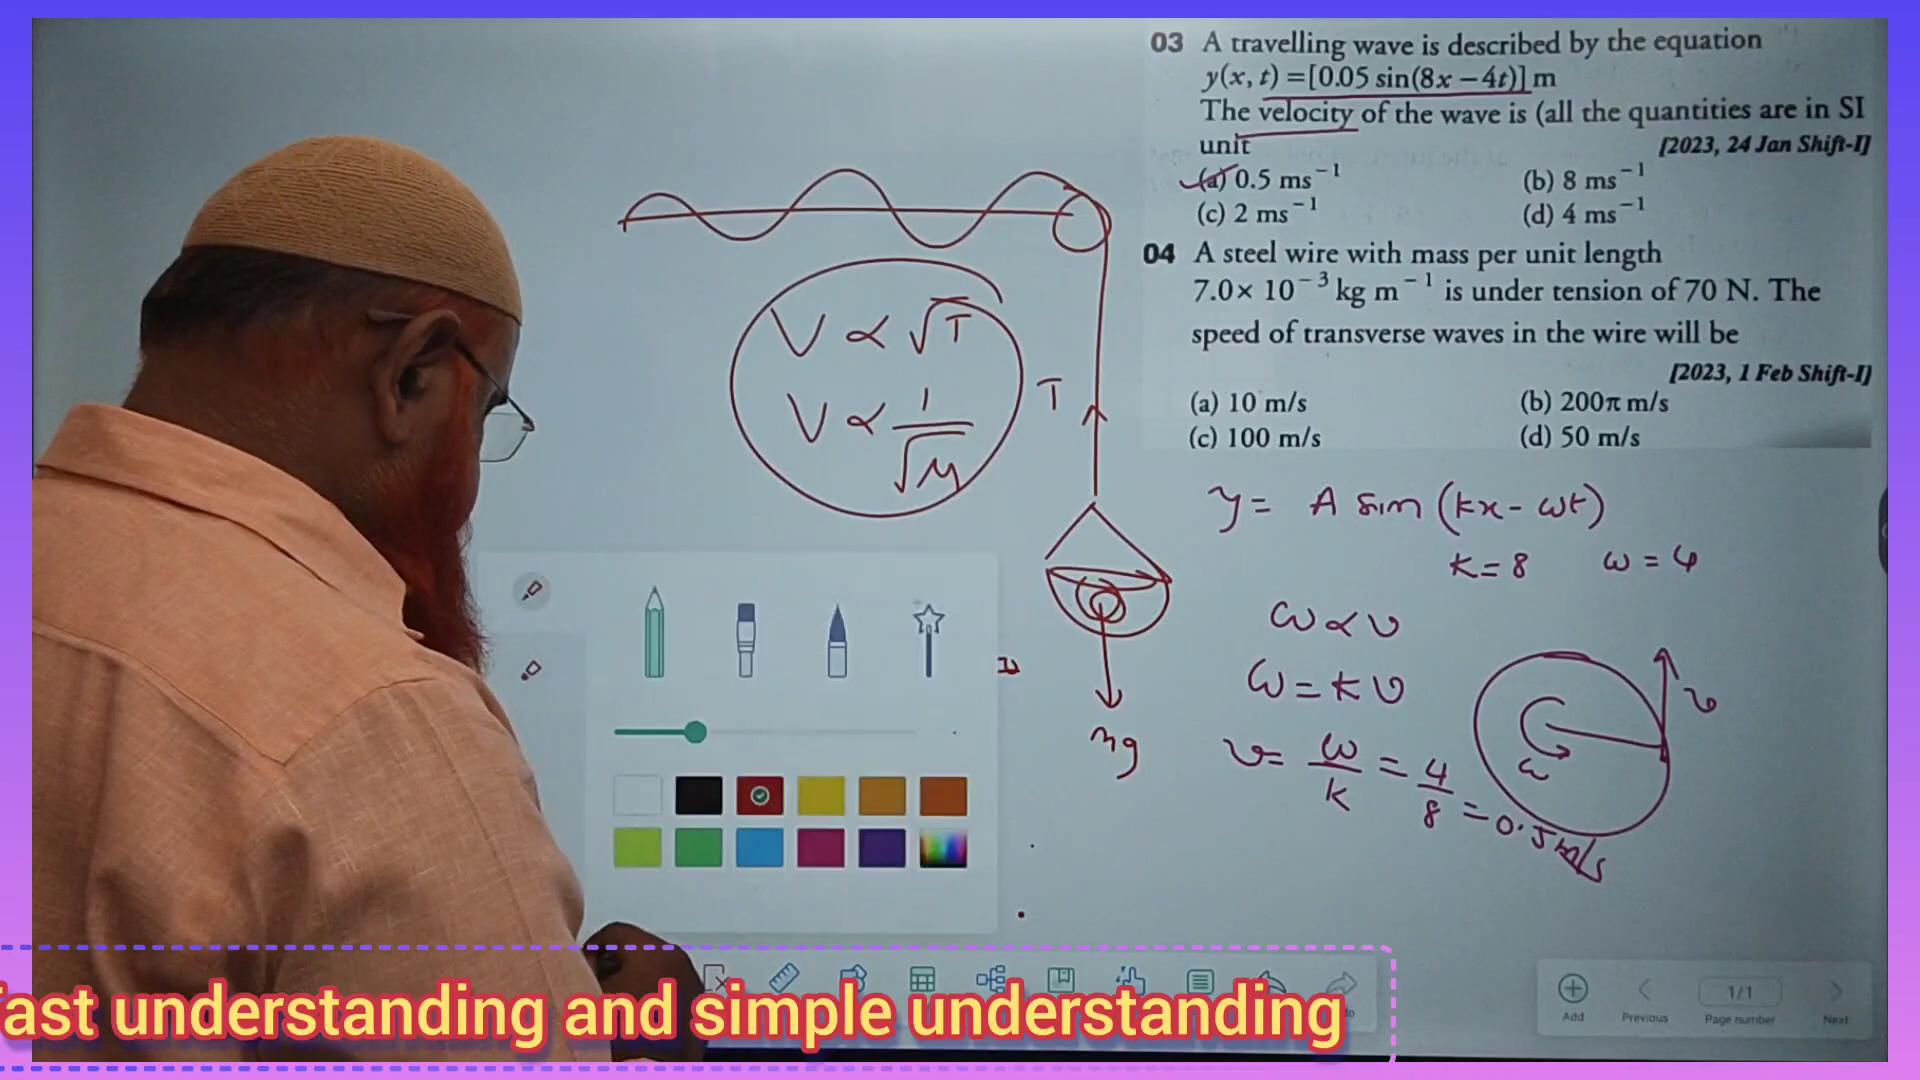 03 A travelling wave is described by the equation
y(x, t) =[0.05 sin(8x – 4t)] m
The velocity of the wave is (all the quantities are in SI
unit
[2023, 24 Jan Shift-I]
(a) 0.5 ms⁻¹
(b) 8 ms⁻¹
(c) 2 ms⁻¹
(d) 4 ms⁻¹
04 A steel wire with mass per unit length
7.0× 10⁻³ kg m⁻¹ is under tension of 70 N. The
speed of transverse waves in the wire will be
[2023, 1 Feb Shift-I]
(a) 10 m/s
(b) 200π m/s
(c) 100 m/s
(d) 50 m/s
V ∝ √T
V ∝ 1/√μ
T
mg
y = A sin (kx - ωt)
k = 8 ω = 4
ω ∝ v
ω = k v
v = ω/k = 4/8 = 0.5 m/s
v
ω
Add
Previous
1/1
Page number
Next
fast understanding and simple understanding